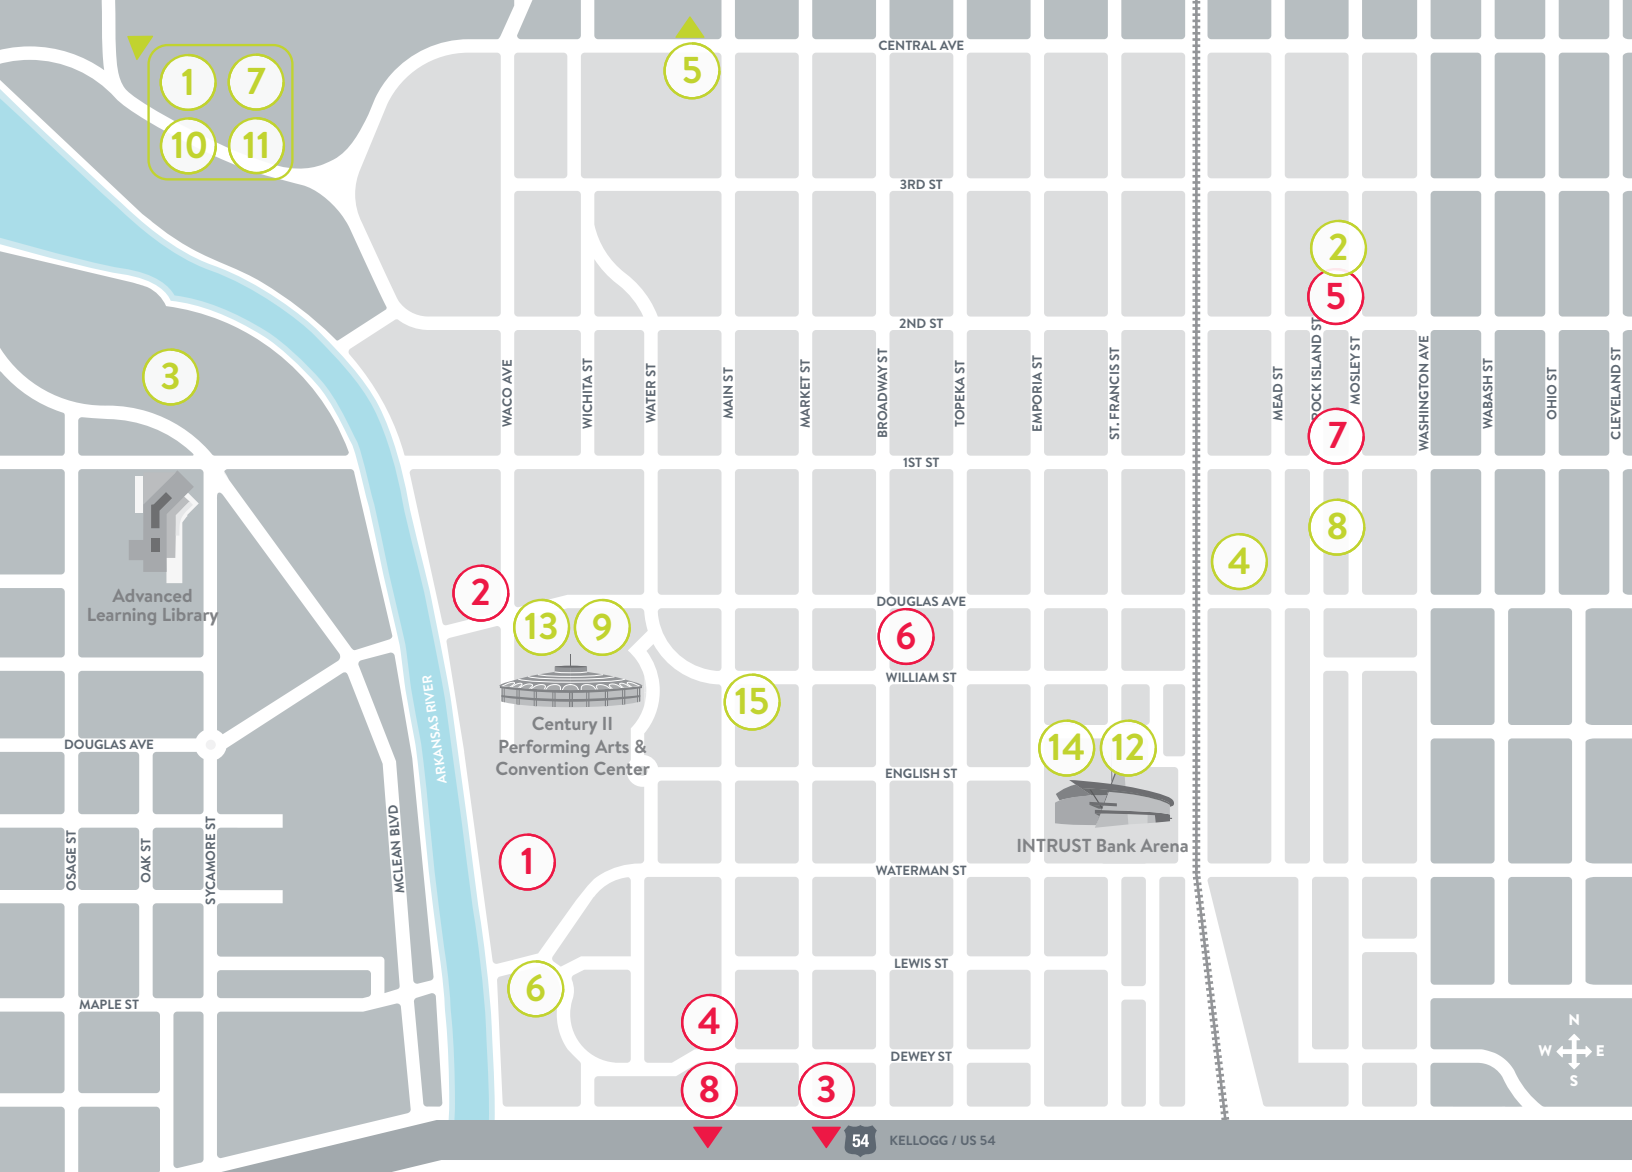 CENTRAL AVE
5
1
7
10
11
3RD ST
2
5
2ND ST
3
WACO AVE
WICHITA ST
WATER ST
MAIN ST
MARKET ST
BROADWAY ST
TOPEKA ST
EMPORIA ST
ST. FRANCIS ST
MEAD ST
ROCK ISLAND ST
MOSLEY ST
WASHINGTON AVE
WABASH ST
OHIO ST
CLEVELAND ST
7
1ST ST
8
4
Advanced
Learning Library
2
DOUGLAS AVE
13
9
6
WILLIAM ST
15
Century II
Performing Arts &
Convention Center
ARKANSAS RIVER
DOUGLAS AVE
14
12
ENGLISH ST
INTRUST Bank Arena
OSAGE ST
OAK ST
SYCAMORE ST
MCLEAN BLVD
1
WATERMAN ST
LEWIS ST
6
MAPLE ST
4
N
W
E
S
DEWEY ST
8
3
54
KELLOGG / US 54